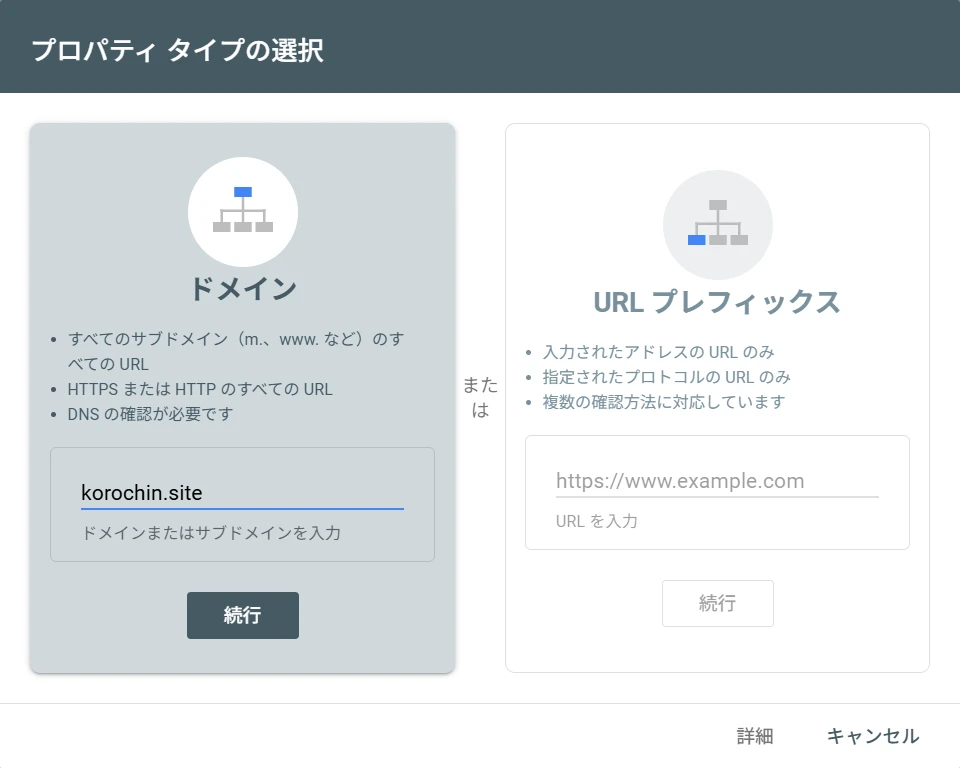 プロパティ タイプの選択
ドメイン
すべてのサブドメイン（m.、www. など）のす
べての URL
HTTPS または HTTP のすべての URL
DNS の確認が必要です
korochin.site
ドメインまたはサブドメインを入力
続行
また
は
URL プレフィックス
入力されたアドレスの URL のみ
指定されたプロトコルの URL のみ
複数の確認方法に対応しています
https://www.example.com
URL を入力
続行
詳細
キャンセル